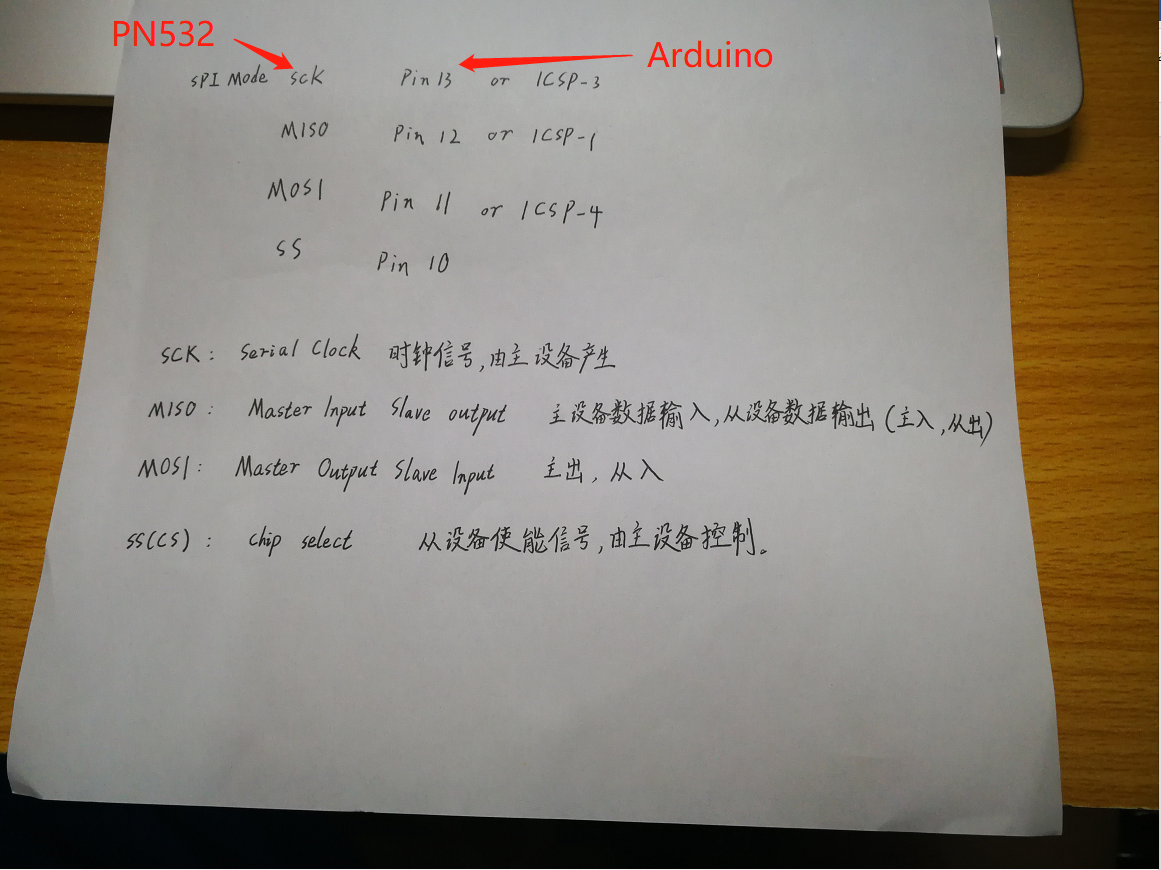 PN532
Arduino
SPI Mode SCK Pin 13 or ICSP-3
MISO Pin 12 or ICSP-1
MOSI Pin 11 or ICSP-4
SS Pin 10
SCK: Serial Clock 时钟信号,由主设备产生
MISO: Master Input Slave output 主设备数据输入,从设备数据输出(主入,从出)
MOSI: Master Output Slave Input 主出,从入
SS(CS): chip select 从设备使能信号,由主设备控制。